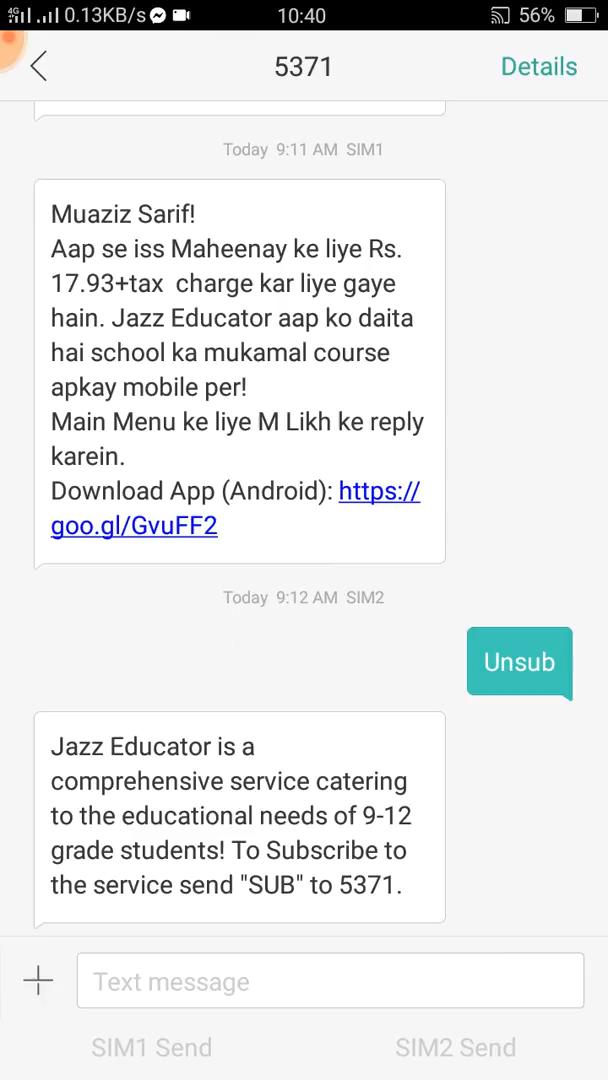 4G 0.13KB/s 10:40 56%
5371 Details
Today 9:11 AM SIM1
Muaziz Sarif!
Aap se iss Maheenay ke liye Rs.
17.93+tax charge kar liye gaye
hain. Jazz Educator aap ko daita
hai school ka mukamal course
apkay mobile per!
Main Menu ke liye M Likh ke reply
karein.
Download App (Android): https://
goo.gl/GvuFF2
Today 9:12 AM SIM2
Unsub
Jazz Educator is a
comprehensive service catering
to the educational needs of 9-12
grade students! To Subscribe to
the service send "SUB" to 5371.
Text message
SIM1 Send SIM2 Send